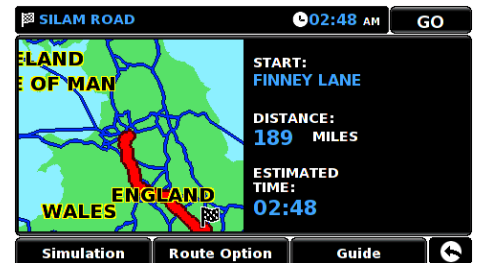 SILAM ROAD
02:48 AM
GO
ELAND
E OF MAN
ENGLAND
WALES
START:
FINNEY LANE
DISTANCE:
189 MILES
ESTIMATED
TIME:
02:48
Simulation
Route Option
Guide